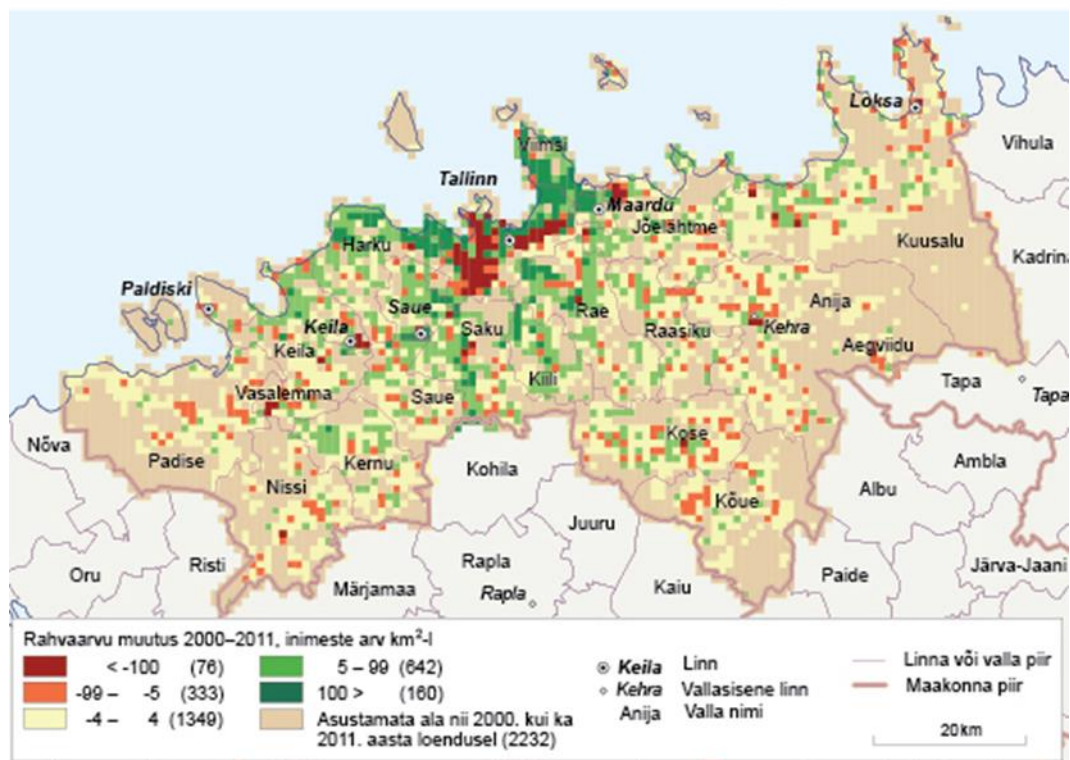 Loksa
Vihula
Viimsi
Tallinn
Maardu
Jõelähtme
Harku
Kuusalu
Kadrina
Paldiski
Anija
Saue
Rae
Keila
Saku
Raasiku
Kehra
Keila
Aegviidu
Kiili
Tapa
Vasalemma
Saue
Tapa
Nõva
Kose
Padise
Kernu
Kohila
Ambla
Nissi
Kõue
Albu
Juuru
Risti
Rapla
Oru
Märjamaa
Rapla
Kaiu
Paide
Järva-Jaani
Rahvaarvu muutus 2000–2011, inimeste arv km²-l
< -100 (76)
-99 – -5 (333)
-4 – 4 (1349)
5 – 99 (642)
100 > (160)
Asustamata ala nii 2000. kui ka
2011. aasta loendusel (2232)
Keila Linn
Kehra Vallasisene linn
Anija Valla nimi
Linna või valla piir
Maakonna piir
20 km